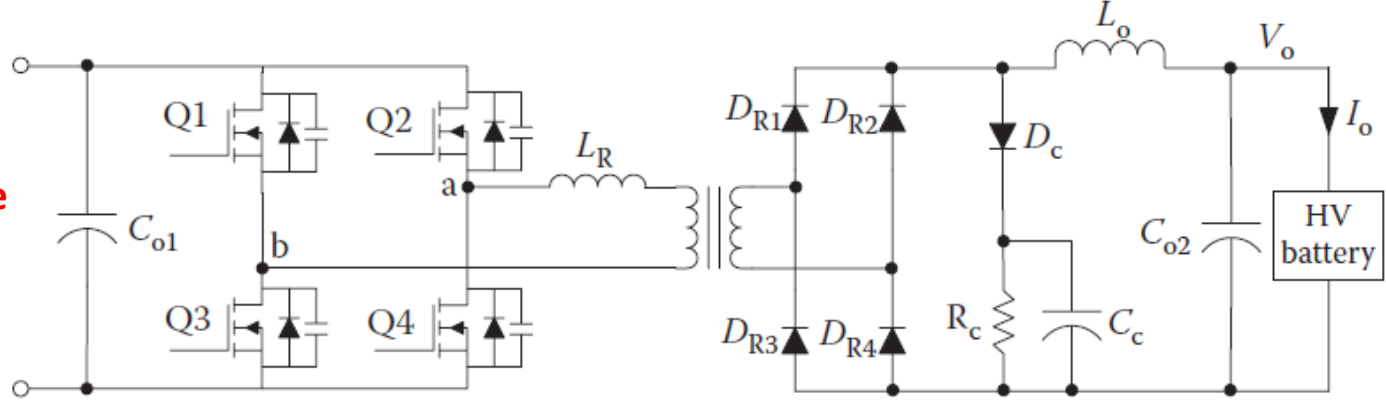 L_o
V_o
Q1
Q2
D_R1
D_R2
I_o
L_R
D_c
a
e
C_o1
b
C_o2
HV
battery
Q3
Q4
D_R3
D_R4
R_c
C_c